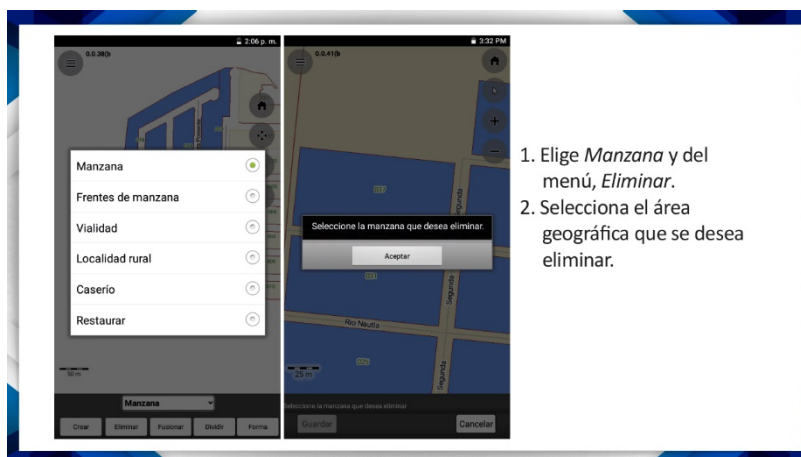 2:06 p. m.
0.0.38(b
Manzana
Frentes de manzana
Vialidad
Localidad rural
Caserío
Restaurar
50 m
Manzana
Crear
Eliminar
Fusionar
Dividir
Forma
3:32 PM
0.0.41(b
Segunda
Seleccione la manzana que desea eliminar.
Aceptar
Segunda
Rio Nautla
25 m
Segunda
Seleccione la manzana que desea eliminar
Guardar
Cancelar
1. Elige Manzana y del
menú, Eliminar.
2. Selecciona el área
geográfica que se desea
eliminar.